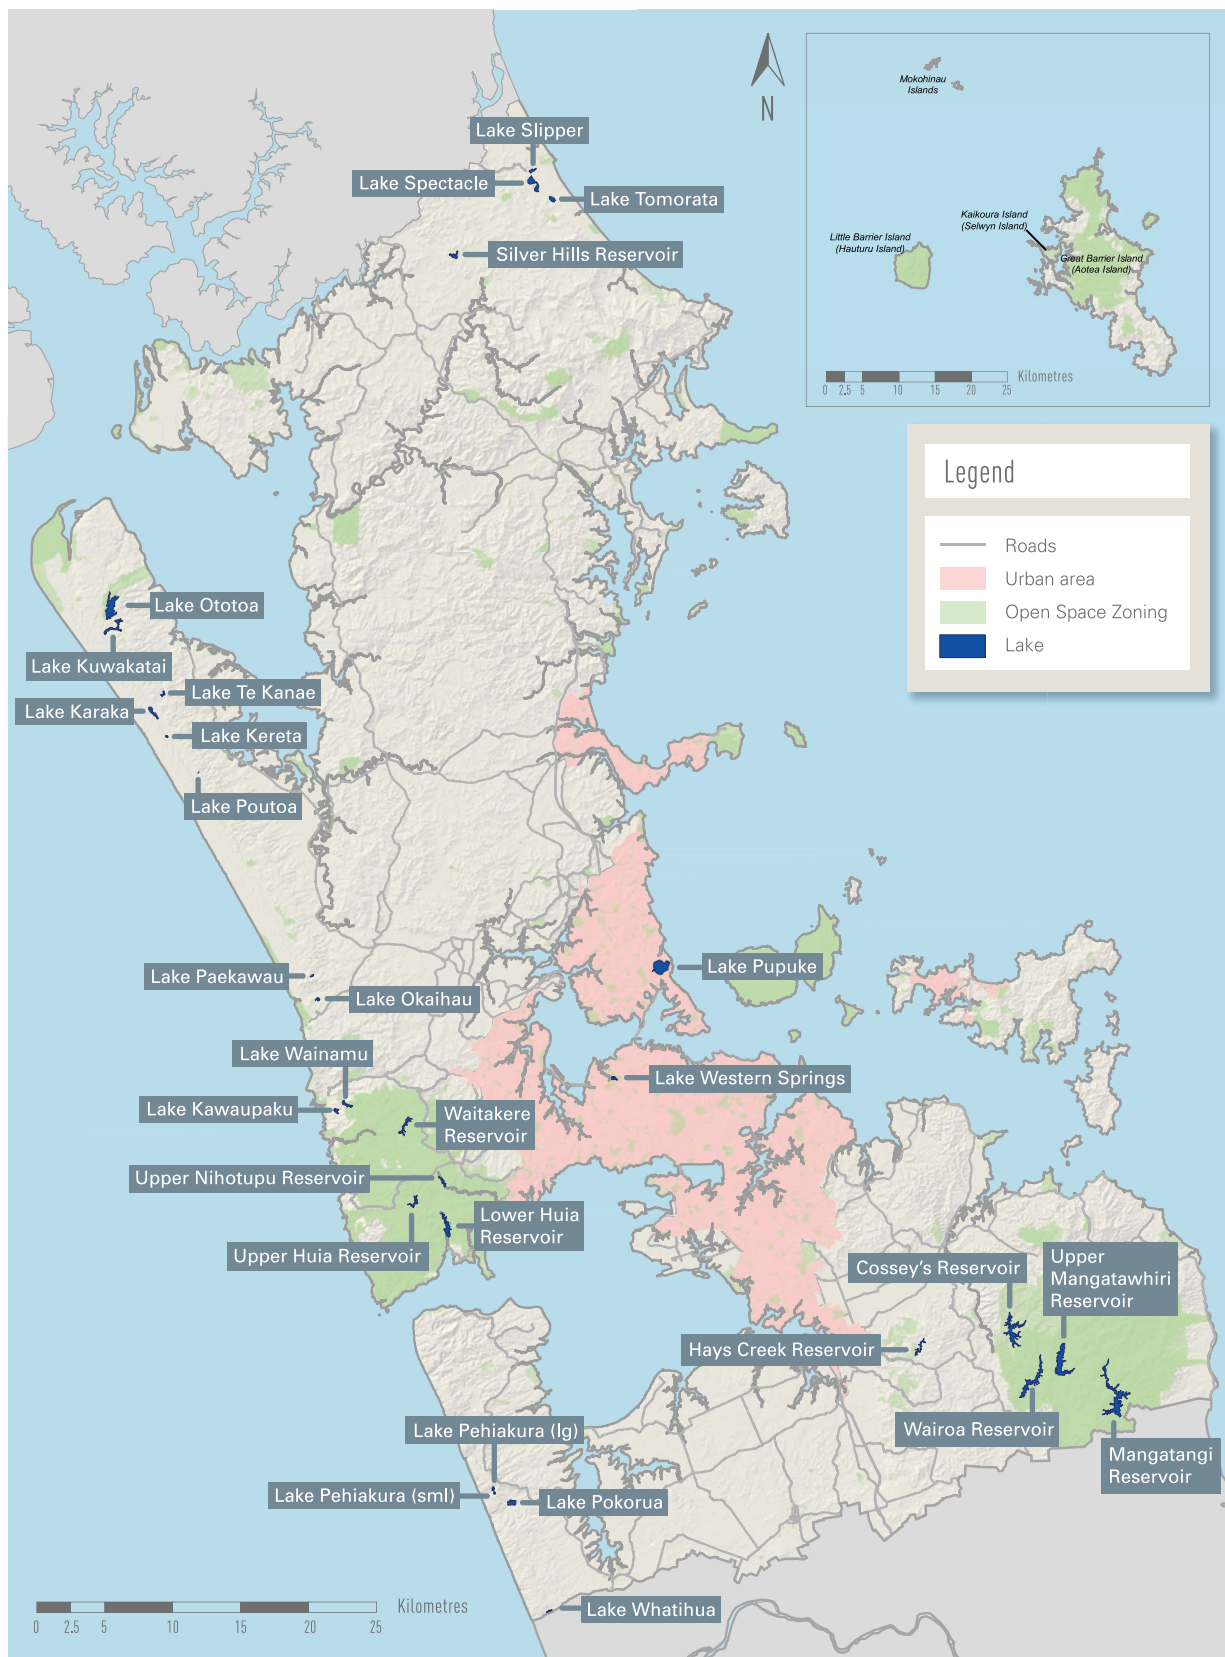 Mokohinau
Islands
Kaikoura Island
(Selwyn Island)
Little Barrier Island
(Hauturu Island)
Great Barrier Island
(Aotea Island)
Kilometres
0 2.5 5 10 15 20 25
N
Lake Slipper
Lake Spectacle
Lake Tomorata
Silver Hills Reservoir
Legend
Roads
Urban area
Open Space Zoning
Lake
Lake Ototoa
Lake Kuwakatai
Lake Te Kanae
Lake Karaka
Lake Kereta
Lake Poutoa
Lake Paekawau
Lake Pupuke
Lake Okaihau
Lake Wainamu
Lake Western Springs
Lake Kawaupaku
Waitakere
Reservoir
Upper Nihotupu Reservoir
Lower Huia
Reservoir
Upper Huia Reservoir
Cossey's Reservoir
Upper
Mangatawhiri
Reservoir
Hays Creek Reservoir
Wairoa Reservoir
Mangatangi
Reservoir
Lake Pehiakura (lg)
Lake Pehiakura (sml)
Lake Pokorua
Lake Whatihua
Kilometres
0 2.5 5 10 15 20 25